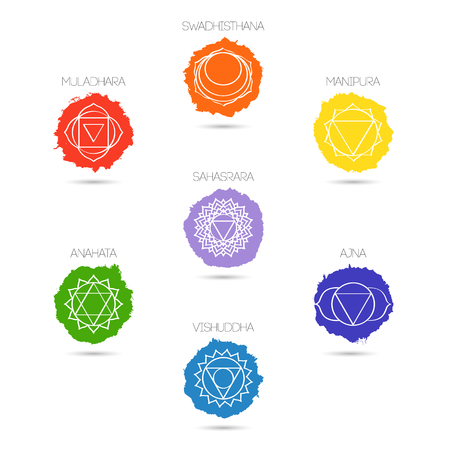 SWADHISTHANA
MULADHARA
MANIPURA
SAHASRARA
ANAHATA
AJNA
VISHUDDHA